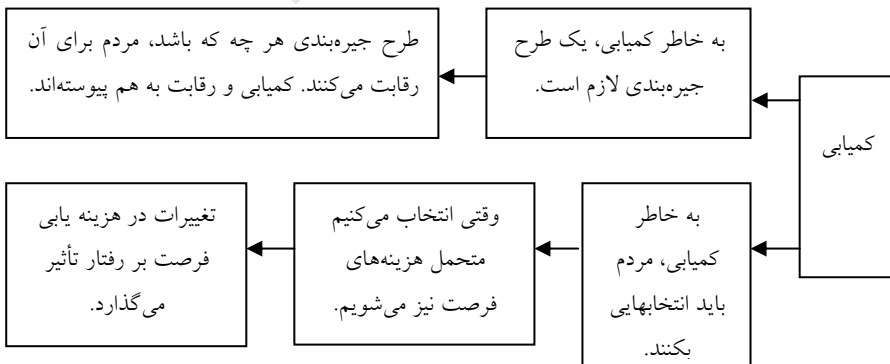 کمیابی
به خاطر کمیابی، یک طرح
جیره‌بندی لازم است.
طرح جیره‌بندی هر چه که باشد، مردم برای آن
رقابت می‌کنند. کمیابی و رقابت به هم پیوسته‌اند.
به خاطر
کمیابی، مردم
باید انتخابهایی
بکنند.
وقتی انتخاب می‌کنیم
متحمل هزینه‌های
فرصت نیز می‌شویم.
تغییرات در هزینه یابی
فرصت بر رفتار تأثیر
می‌گذارد.